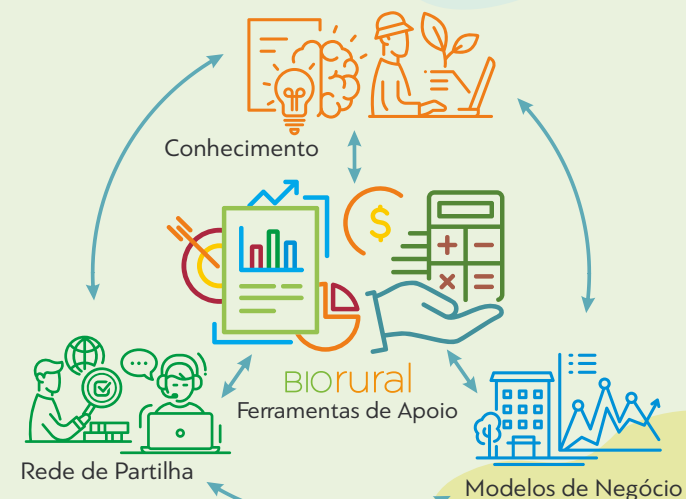 Conhecimento
$
BIOrural
Ferramentas de Apoio
Rede de Partilha
Modelos de Negócio